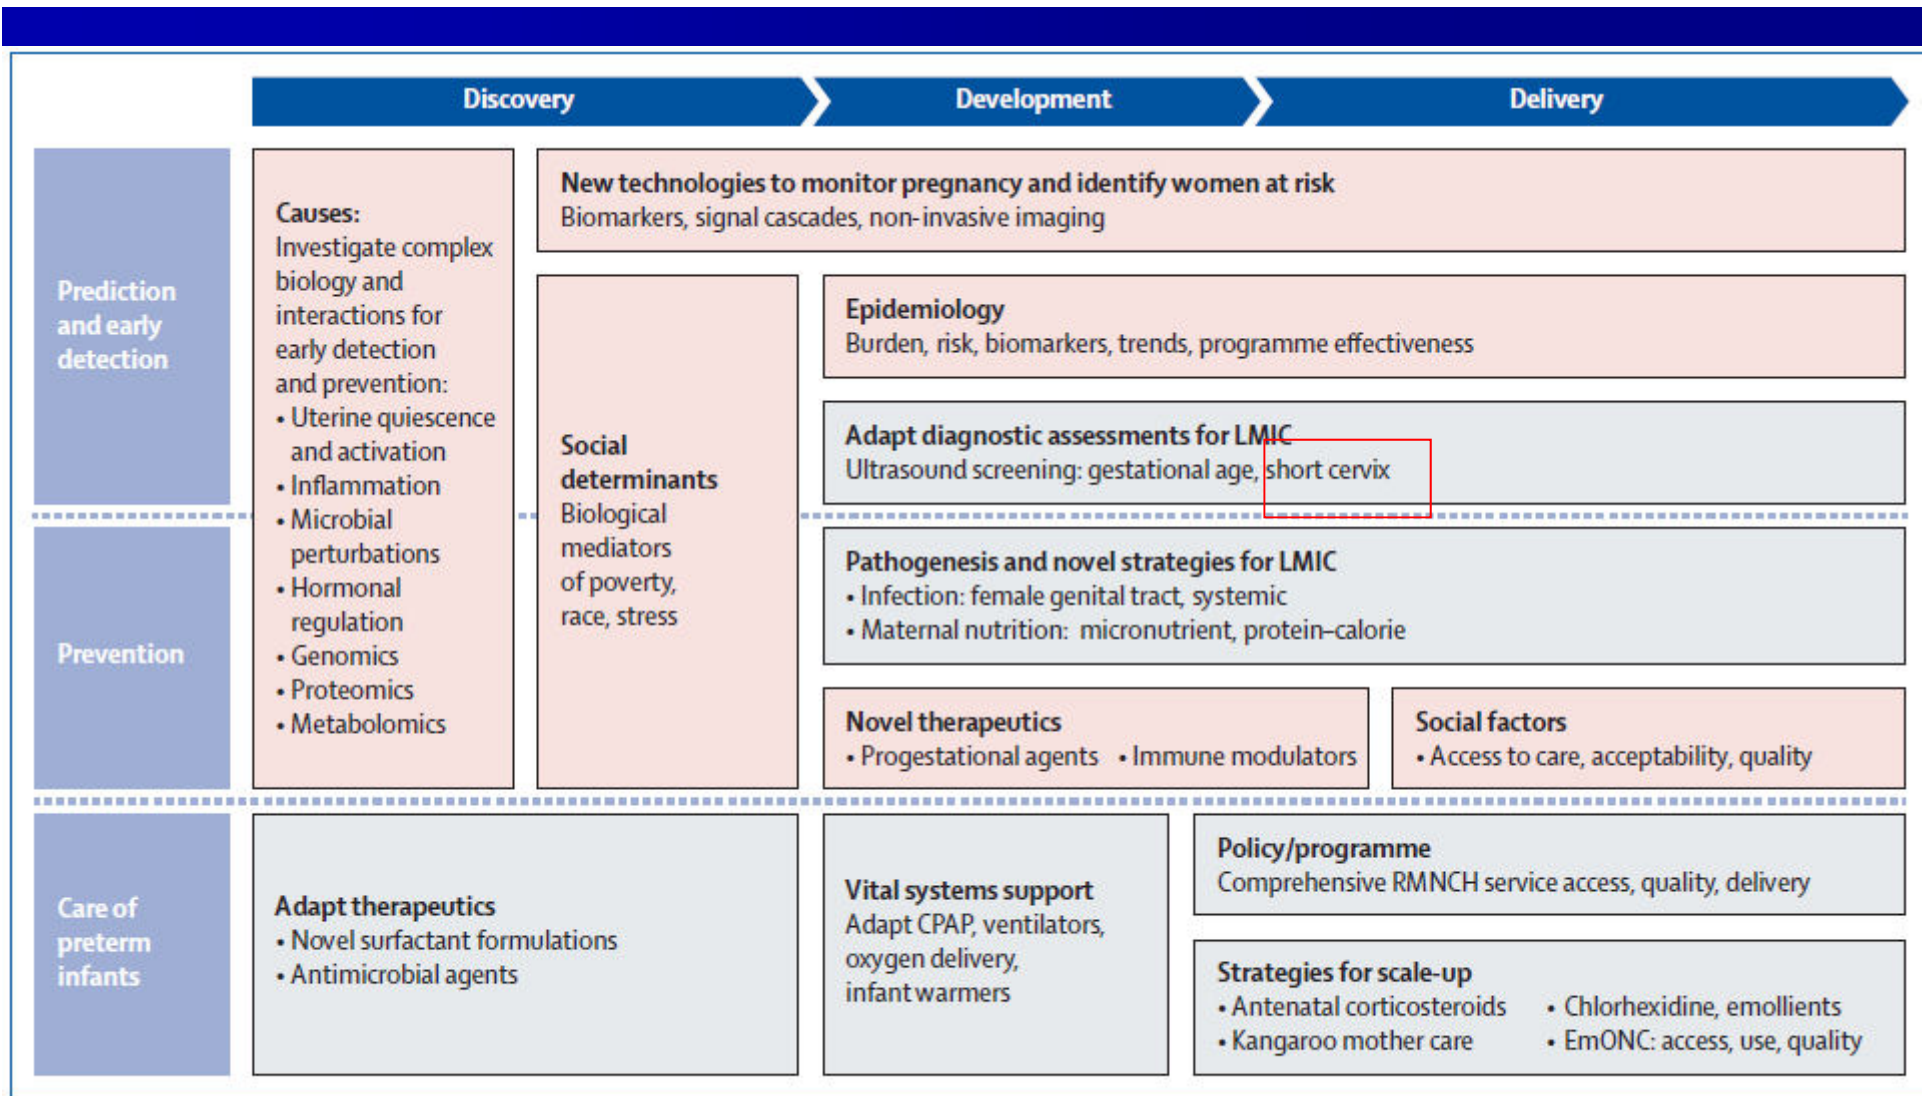 Discovery
Development
Delivery
Prediction
and early
detection
Causes:
Investigate complex
biology and
interactions for
early detection
and prevention:
• Uterine quiescence
and activation
• Inflammation
• Microbial
perturbations
• Hormonal
regulation
• Genomics
• Proteomics
• Metabolomics
New technologies to monitor pregnancy and identify women at risk
Biomarkers, signal cascades, non-invasive imaging
Social
determinants
Biological
mediators
of poverty,
race, stress
Epidemiology
Burden, risk, biomarkers, trends, programme effectiveness
Adapt diagnostic assessments for LMIC
Ultrasound screening: gestational age, short cervix
Prevention
Pathogenesis and novel strategies for LMIC
• Infection: female genital tract, systemic
• Maternal nutrition: micronutrient, protein–calorie
Novel therapeutics
• Progestational agents • Immune modulators
Social factors
• Access to care, acceptability, quality
Care of
preterm
infants
Adapt therapeutics
• Novel surfactant formulations
• Antimicrobial agents
Vital systems support
Adapt CPAP, ventilators,
oxygen delivery,
infant warmers
Policy/programme
Comprehensive RMNCH service access, quality, delivery
Strategies for scale-up
• Antenatal corticosteroids • Chlorhexidine, emollients
• Kangaroo mother care • EmONC: access, use, quality